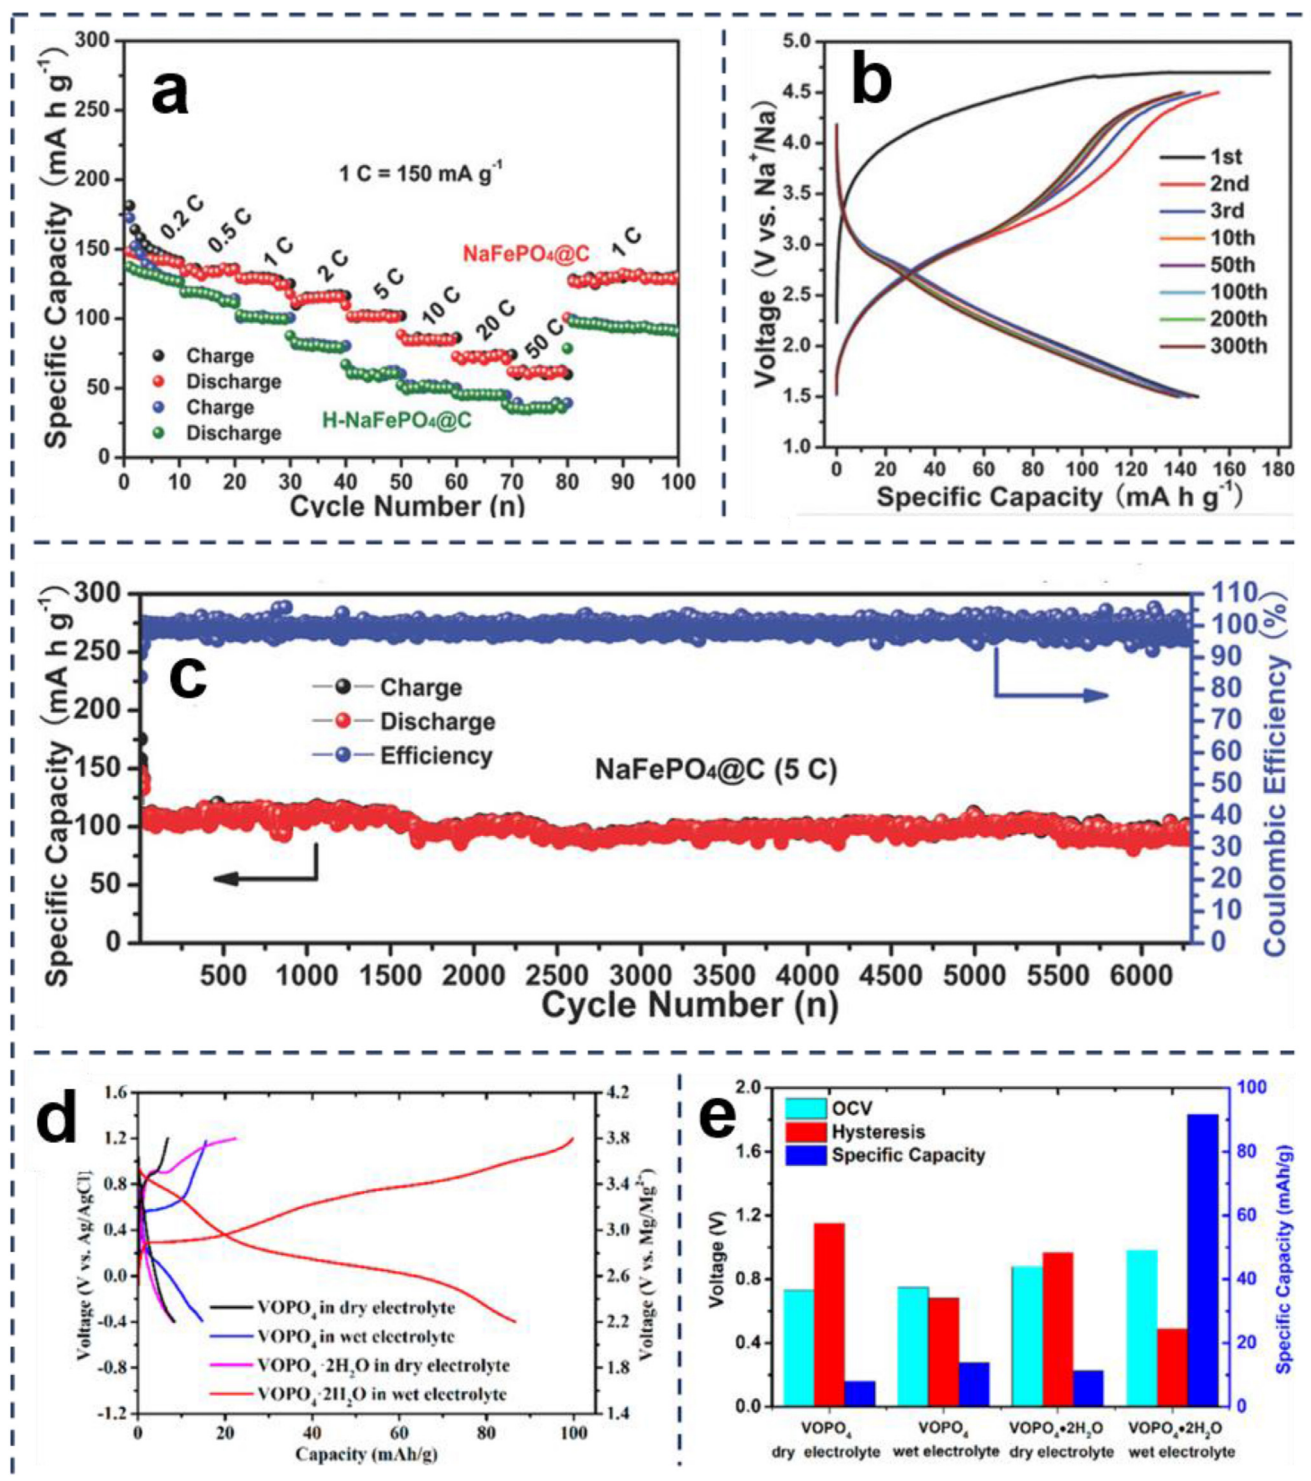 a
Specific Capacity (mA h g-1)
300
250
200
150
100
50
0
1 C = 150 mA g-1
0.2 C
0.5 C
1 C
2 C
5 C
10 C
20 C
50 C
1 C
NaFePO4@C
H-NaFePO4@C
Charge
Discharge
Charge
Discharge
0 10 20 30 40 50 60 70 80 90 100
Cycle Number (n)
b
Voltage (V vs. Na+/Na)
5.0
4.5
4.0
3.5
3.0
2.5
2.0
1.5
1.0
1st
2nd
3rd
10th
50th
100th
200th
300th
0 20 40 60 80 100 120 140 160 180
Specific Capacity (mA h g-1)
c
Specific Capacity (mA h g-1)
300
250
200
150
100
50
0
Charge
Discharge
Efficiency
NaFePO4@C (5 C)
110
100
90
80
70
60
50
40
30
20
10
0
Coulombic Efficiency (%)
500 1000 1500 2000 2500 3000 3500 4000 4500 5000 5500 6000
Cycle Number (n)
d
Voltage (V vs. Ag/AgCl)
1.6
1.2
0.8
0.4
0.0
-0.4
-0.8
-1.2
VOPO4 in dry electrolyte
VOPO4 in wet electrolyte
VOPO4·2H2O in dry electrolyte
VOPO4·2H2O in wet electrolyte
4.2
3.8
3.4
3.0
2.6
2.2
1.8
1.4
Voltage (V vs. Mg/Mg2+)
0 20 40 60 80 100
Capacity (mAh/g)
e
Voltage (V)
2.0
1.6
1.2
0.8
0.4
0.0
OCV
Hysteresis
Specific Capacity
100
80
60
40
20
0
Specific Capacity (mAh/g)
VOPO4 VOPO4 VOPO4•2H2O VOPO4•2H2O
dry electrolyte wet electrolyte dry electrolyte wet electrolyte